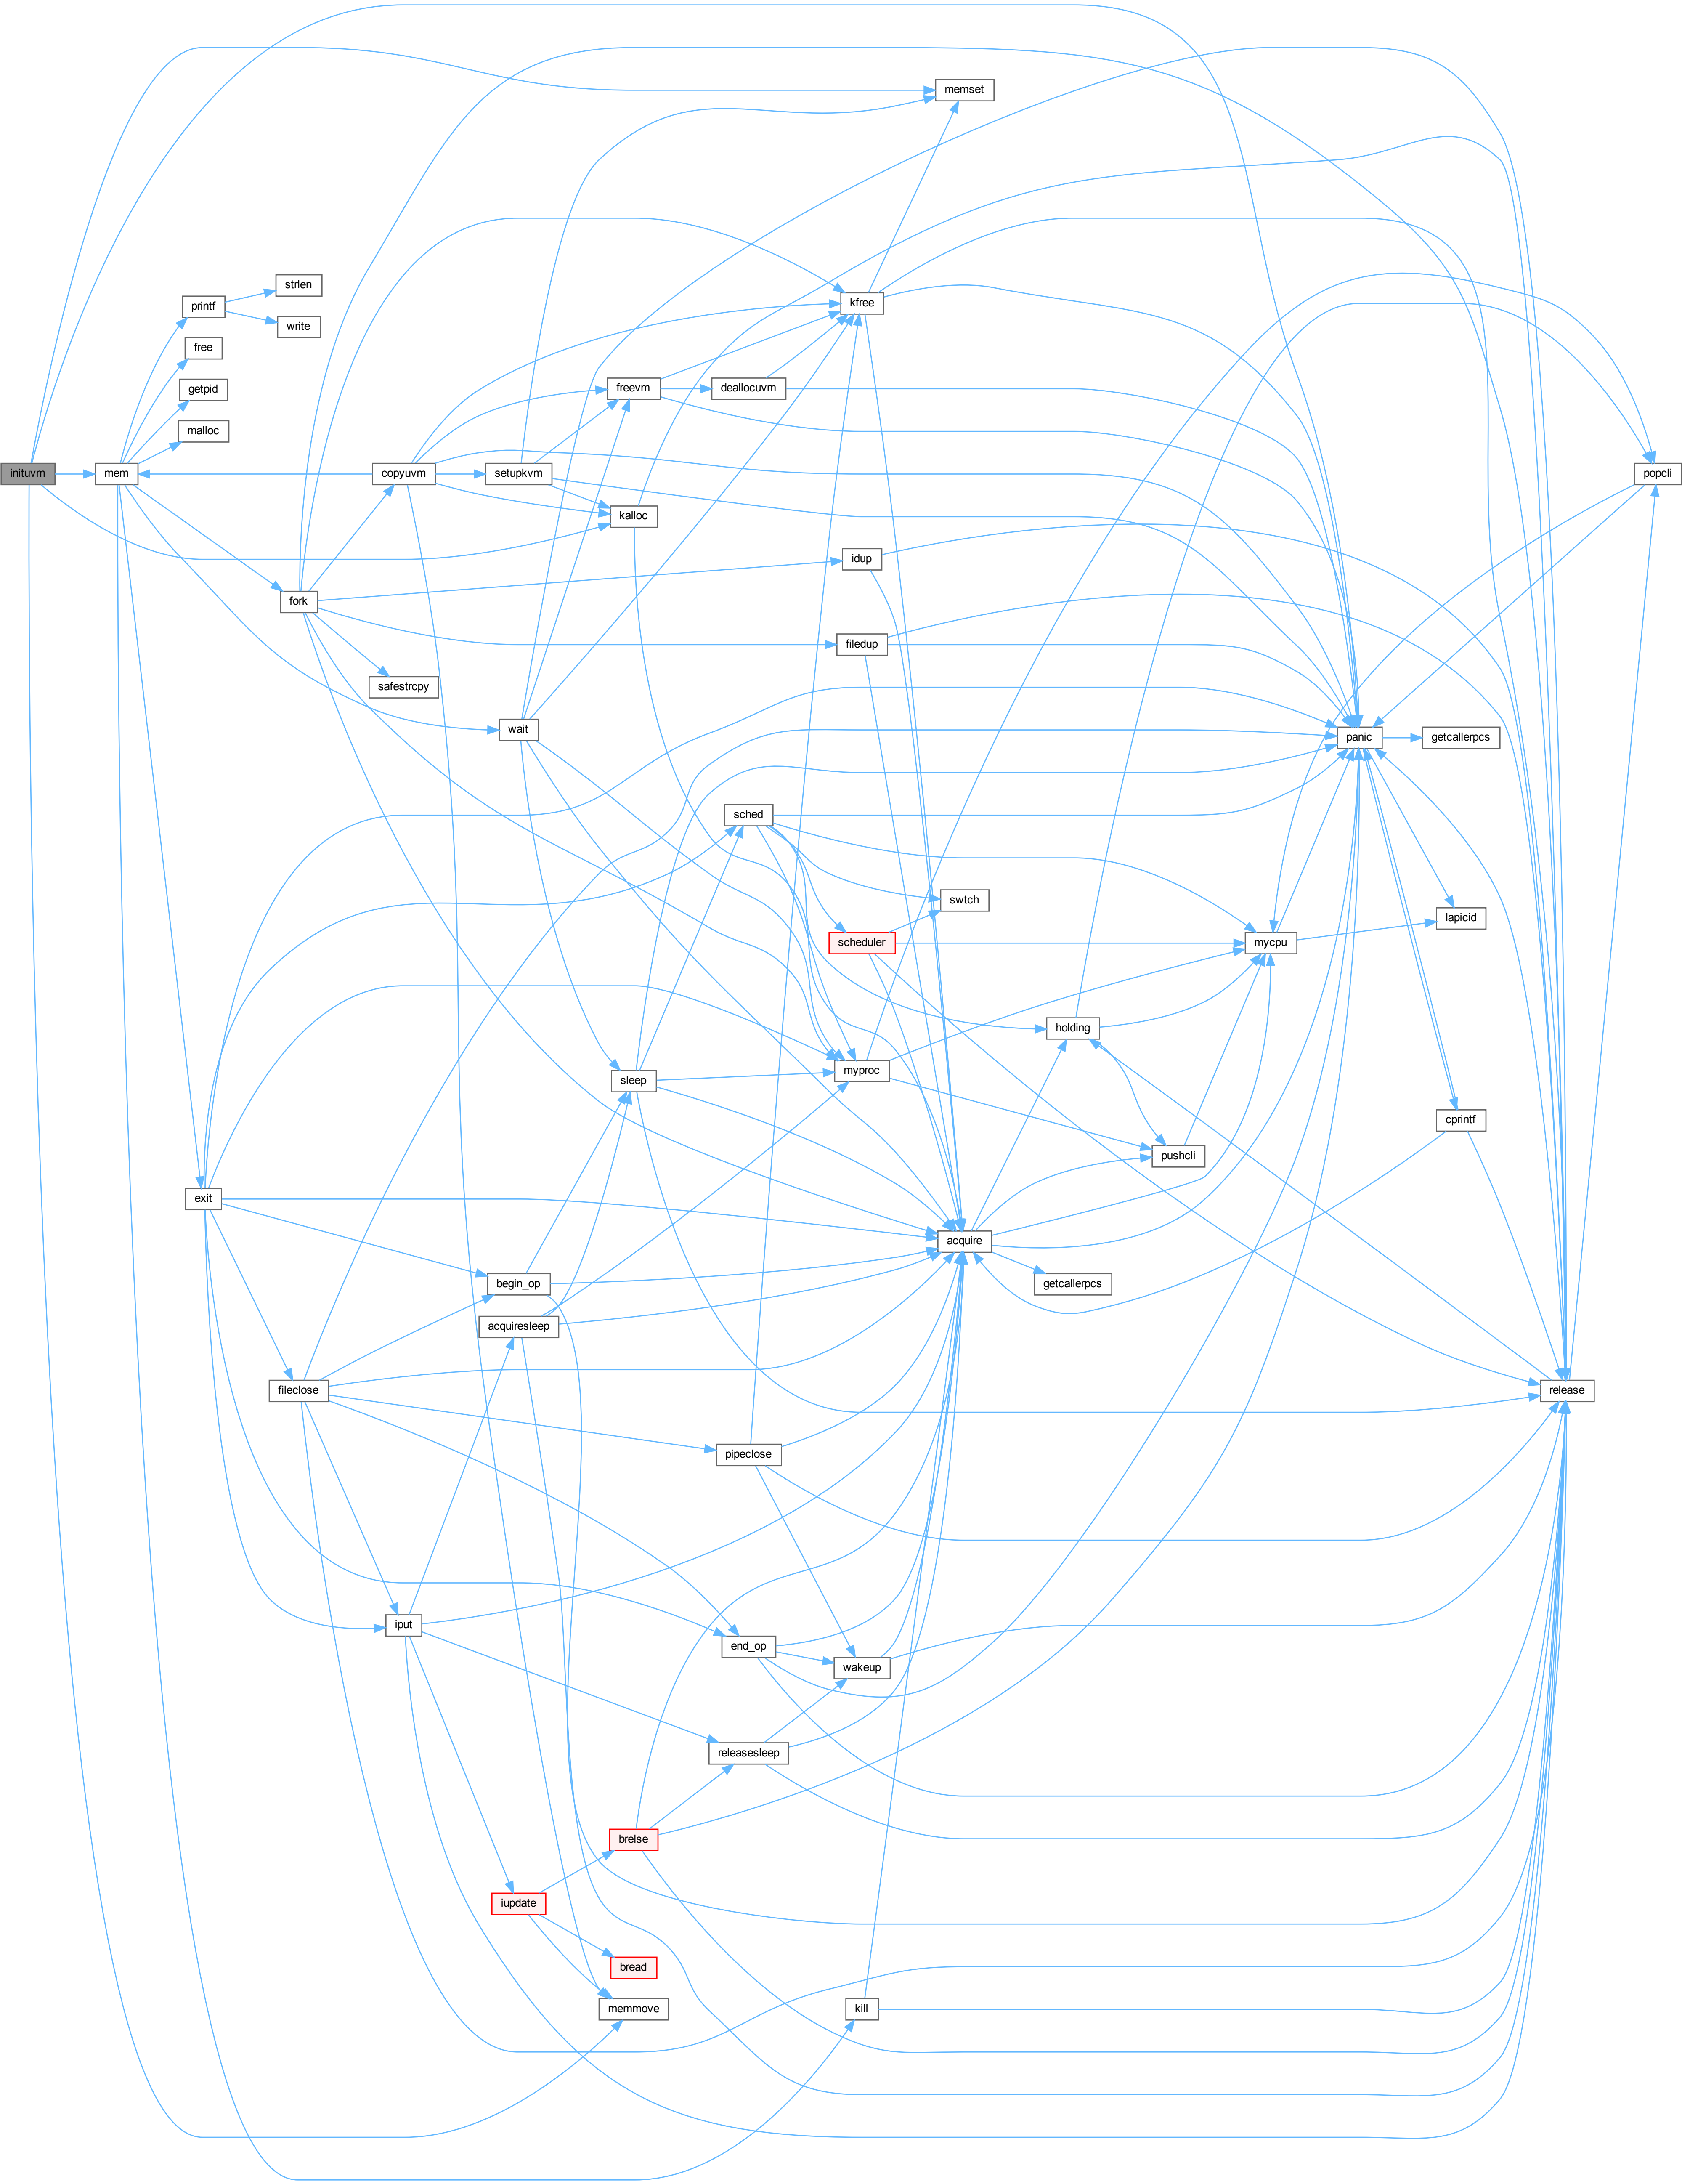 memset
strlen
printf
kfree
write
free
getpid
freevm
deallocuvm
malloc
inituvm
mem
copyuvm
setupkvm
popcli
kalloc
idup
fork
filedup
safestrcpy
wait
panic
getcallerpcs
sched
swtch
lapicid
scheduler
mycpu
holding
sleep
myproc
cprintf
pushcli
exit
acquire
begin_op
getcallerpcs
acquiresleep
fileclose
release
pipeclose
iput
end_op
wakeup
releasesleep
brelse
iupdate
bread
memmove
kill